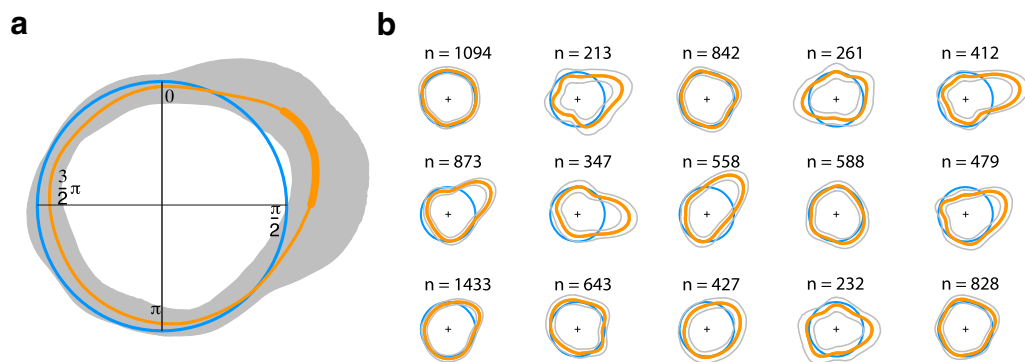 a
b
n = 1094
n = 213
n = 842
n = 261
n = 412
0
n = 873
n = 347
n = 558
n = 588
n = 479
3/2 π
π/2
n = 1433
n = 643
n = 427
n = 232
n = 828
π